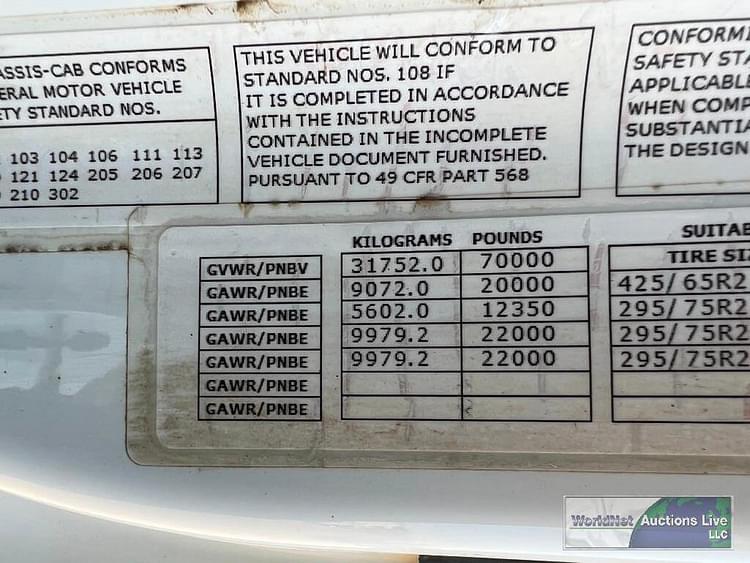 ASSIS-CAB CONFORMS
ERAL MOTOR VEHICLE
ETY STANDARD NOS.
103 104 106 111 113
121 124 205 206 207
210 302
THIS VEHICLE WILL CONFORM TO
STANDARD NOS. 108 IF
IT IS COMPLETED IN ACCORDANCE
WITH THE INSTRUCTIONS
CONTAINED IN THE INCOMPLETE
VEHICLE DOCUMENT FURNISHED.
PURSUANT TO 49 CFR PART 568
CONFORMI
SAFETY STA
APPLICABL
WHEN COMP
SUBSTANTIA
THE DESIGN
KILOGRAMS POUNDS SUITAB
TIRE SIZ
GVWR/PNBV 31752.0 70000
GAWR/PNBE 9072.0 20000 425/65R2
GAWR/PNBE 5602.0 12350 295/75R2
GAWR/PNBE 9979.2 22000 295/75R2
GAWR/PNBE 9979.2 22000 295/75R2
GAWR/PNBE
GAWR/PNBE
WorldNet Auctions Live
LLC